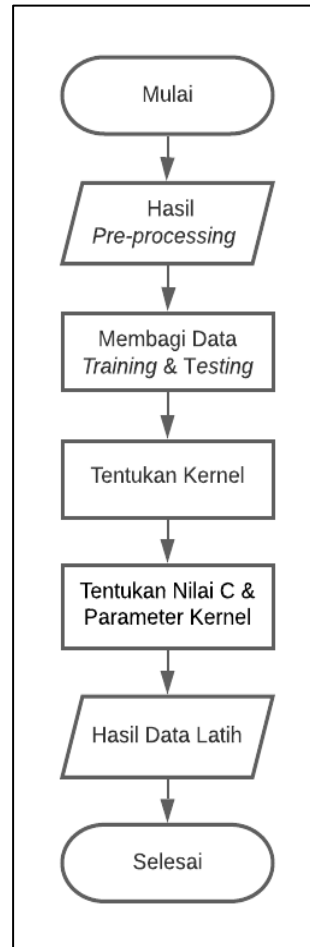 Mulai
Hasil
Pre-processing
Membagi Data
Training & Testing
Tentukan Kernel
Tentukan Nilai C &
Parameter Kernel
Hasil Data Latih
Selesai